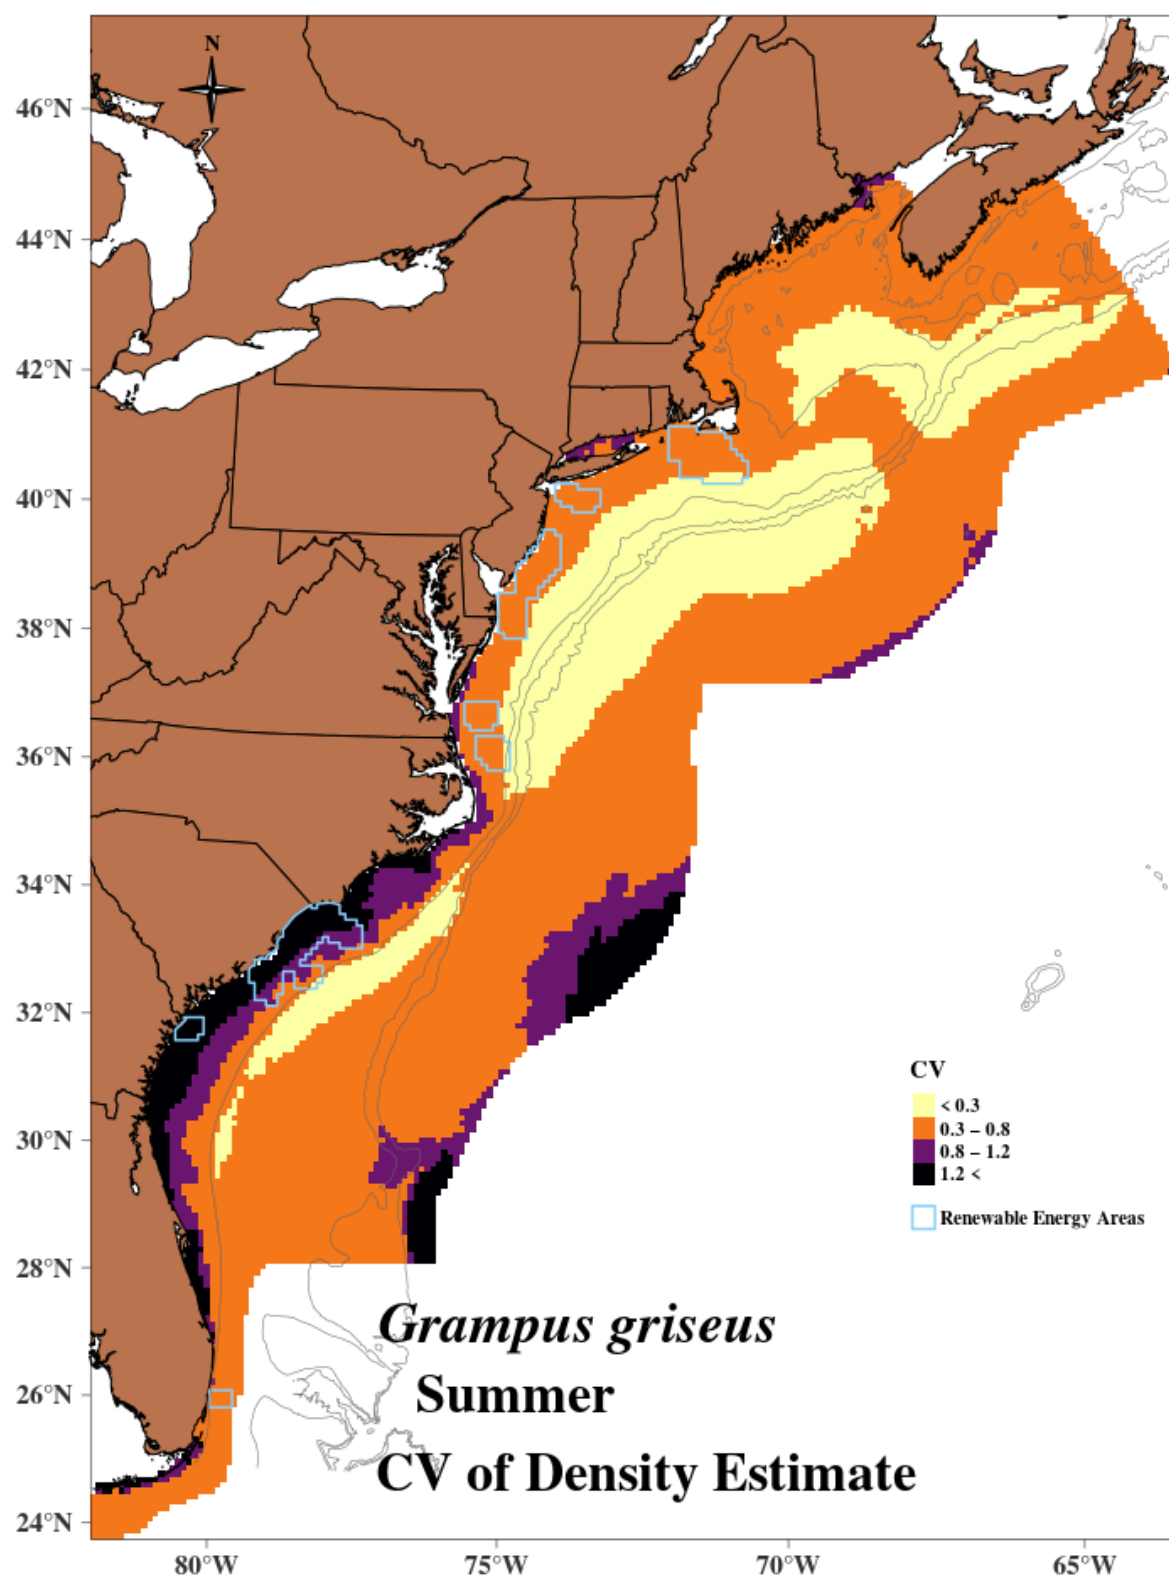 N
46°N
44°N
42°N
40°N
38°N
36°N
34°N
32°N
30°N
28°N
26°N
24°N
CV
< 0.3
0.3 – 0.8
0.8 – 1.2
1.2 <
Renewable Energy Areas
Grampus griseus
Summer
CV of Density Estimate
80°W
75°W
70°W
65°W